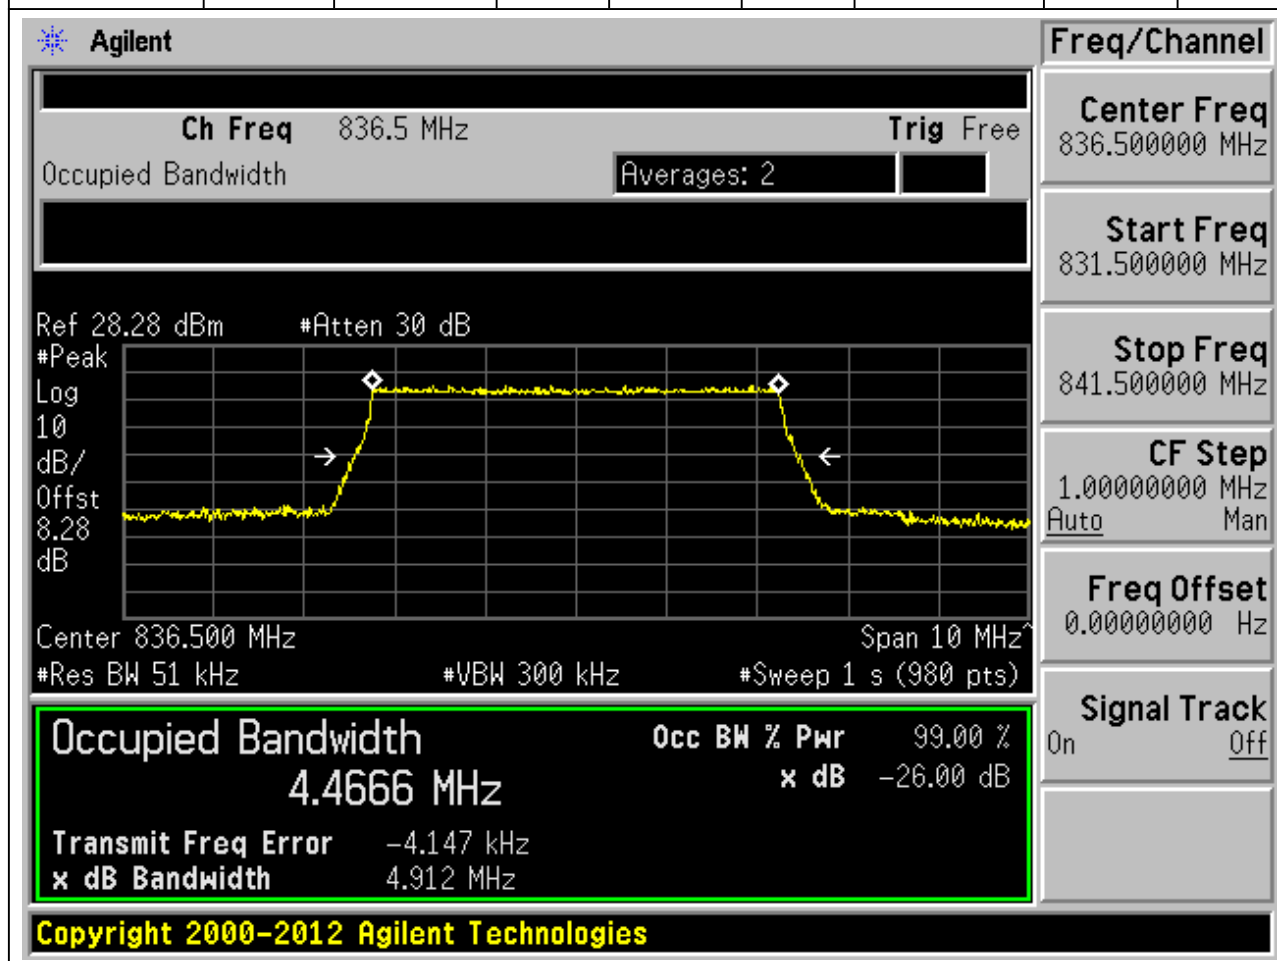 Agilent
Freq/Channel
Ch Freq 836.5 MHz Trig Free
Occupied Bandwidth Averages: 2
Center Freq
836.500000 MHz
Start Freq
831.500000 MHz
Stop Freq
841.500000 MHz
CF Step
1.00000000 MHz
Auto Man
Freq Offset
0.00000000 Hz
Signal Track
On Off
Ref 28.28 dBm #Atten 30 dB
#Peak
Log
10
dB/
Offst
8.28
dB
Center 836.500 MHz Span 10 MHz^
#Res BW 51 kHz #VBW 300 kHz #Sweep 1 s (980 pts)
Occupied Bandwidth Occ BW % Pwr 99.00 %
4.4666 MHz x dB -26.00 dB
Transmit Freq Error -4.147 kHz
x dB Bandwidth 4.912 MHz
Copyright 2000-2012 Agilent Technologies